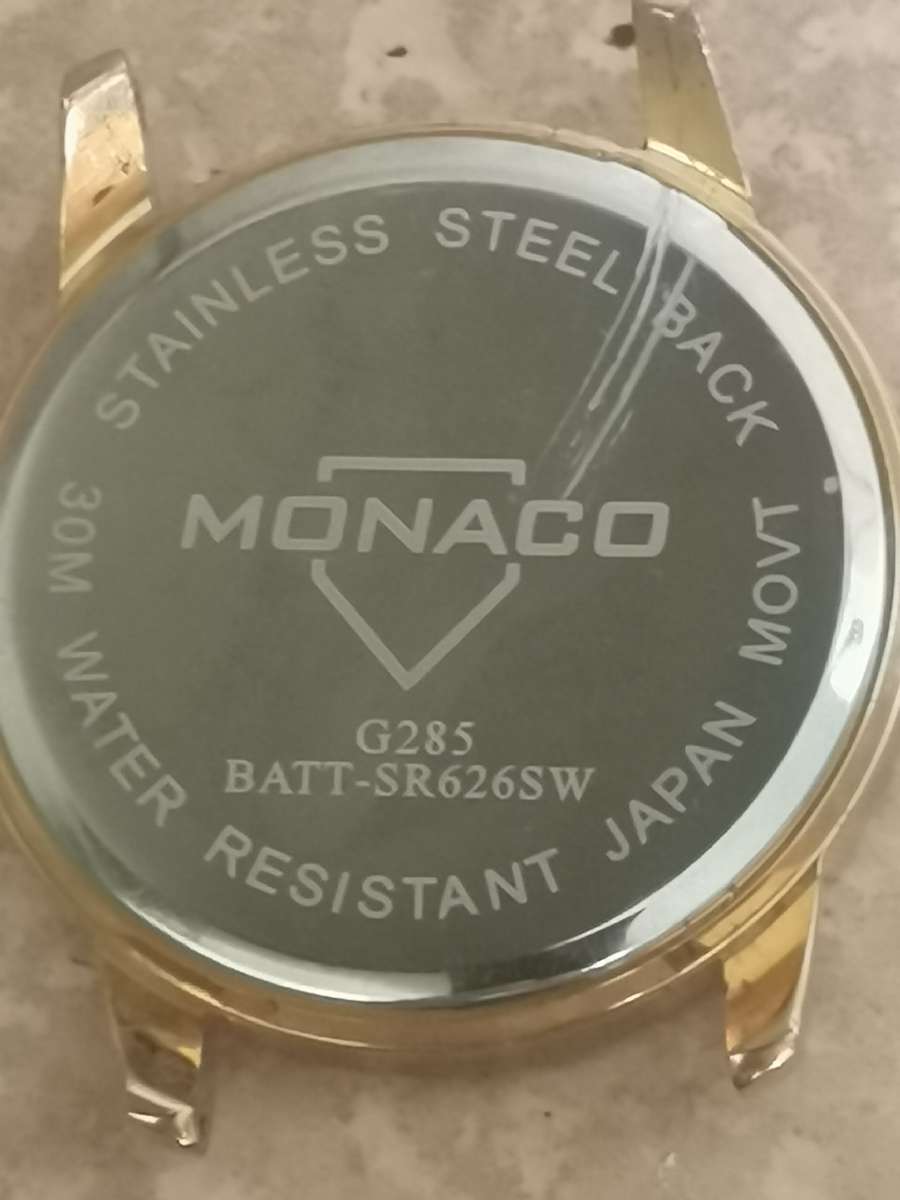 STAINLESS STEEL BACK
MONACO
G285
BATT-SR626SW
30M WATER RESISTANT JAPAN MOVT